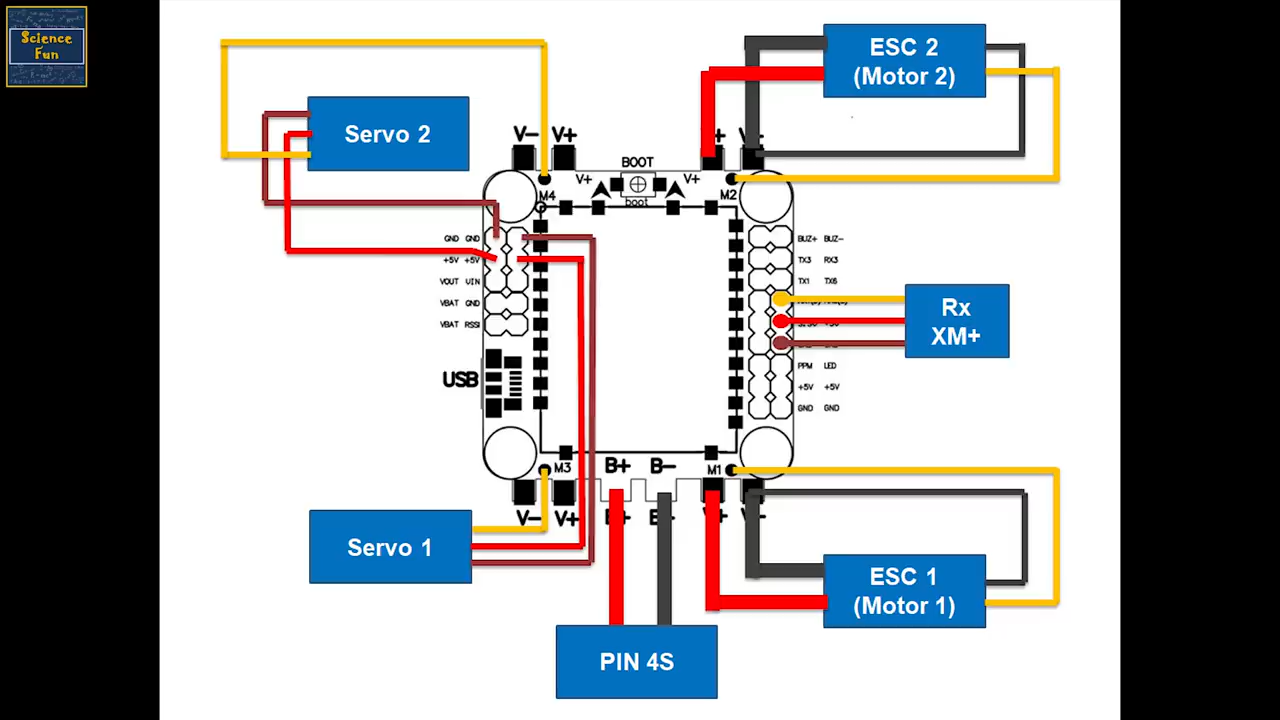 Science
Fun
ESC 2
(Motor 2)
Servo 2
V- V+
BOOT
V+
V+
boot
M4
M2
GND GND
+5V +5V
VOUT VIN
VBAT GND
VBAT RSSI
BUZ+ BUZ-
TX3 RX3
TX1 TX6
Rx
XM+
PPM LED
+5V +5V
GND GND
USB
M3
B+ B-
M1
V- V+
Servo 1
ESC 1
(Motor 1)
PIN 4S